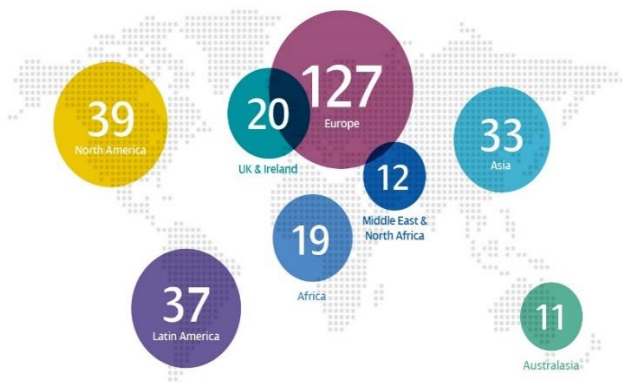 39
North America
20
UK & Ireland
127
Europe
33
Asia
12
Middle East &
North Africa
19
Africa
37
Latin America
11
Australasia